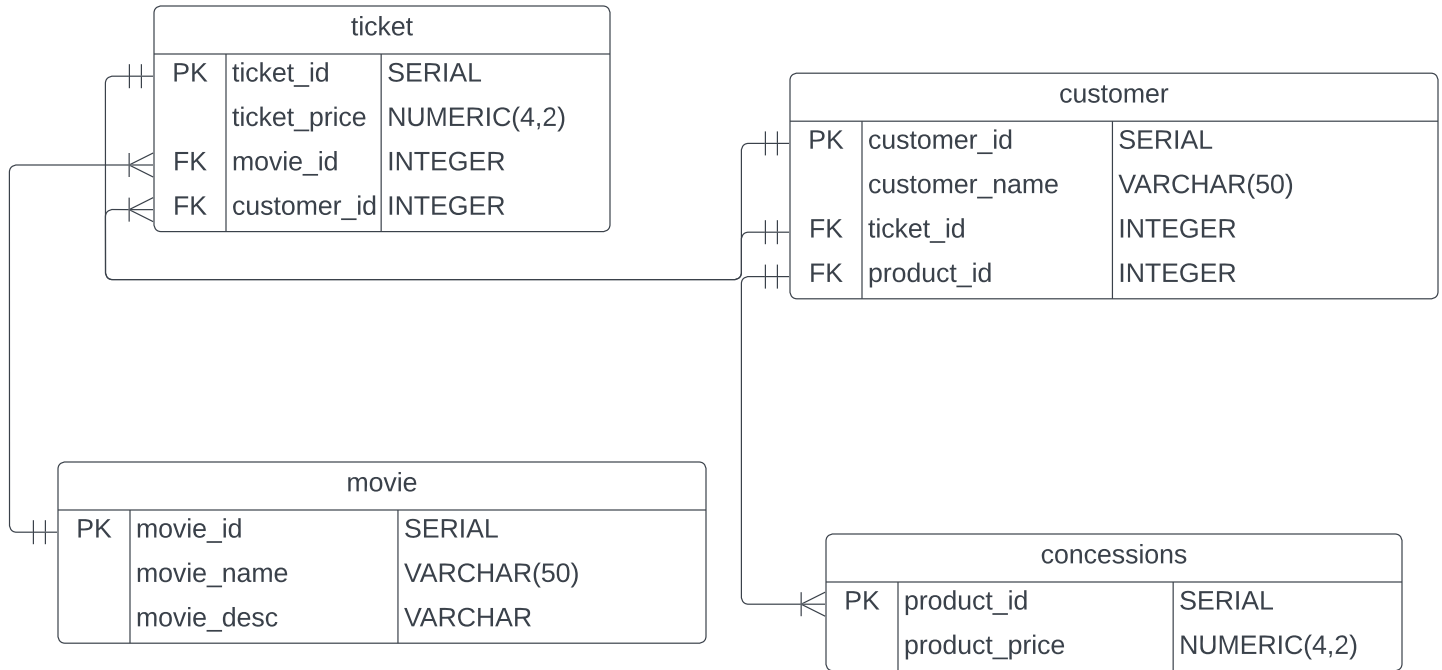 ticket
PK ticket_id SERIAL
ticket_price NUMERIC(4,2)
FK movie_id INTEGER
FK customer_id INTEGER
customer
PK customer_id SERIAL
customer_name VARCHAR(50)
FK ticket_id INTEGER
FK product_id INTEGER
movie
PK movie_id SERIAL
movie_name VARCHAR(50)
movie_desc VARCHAR
concessions
PK product_id SERIAL
product_price NUMERIC(4,2)